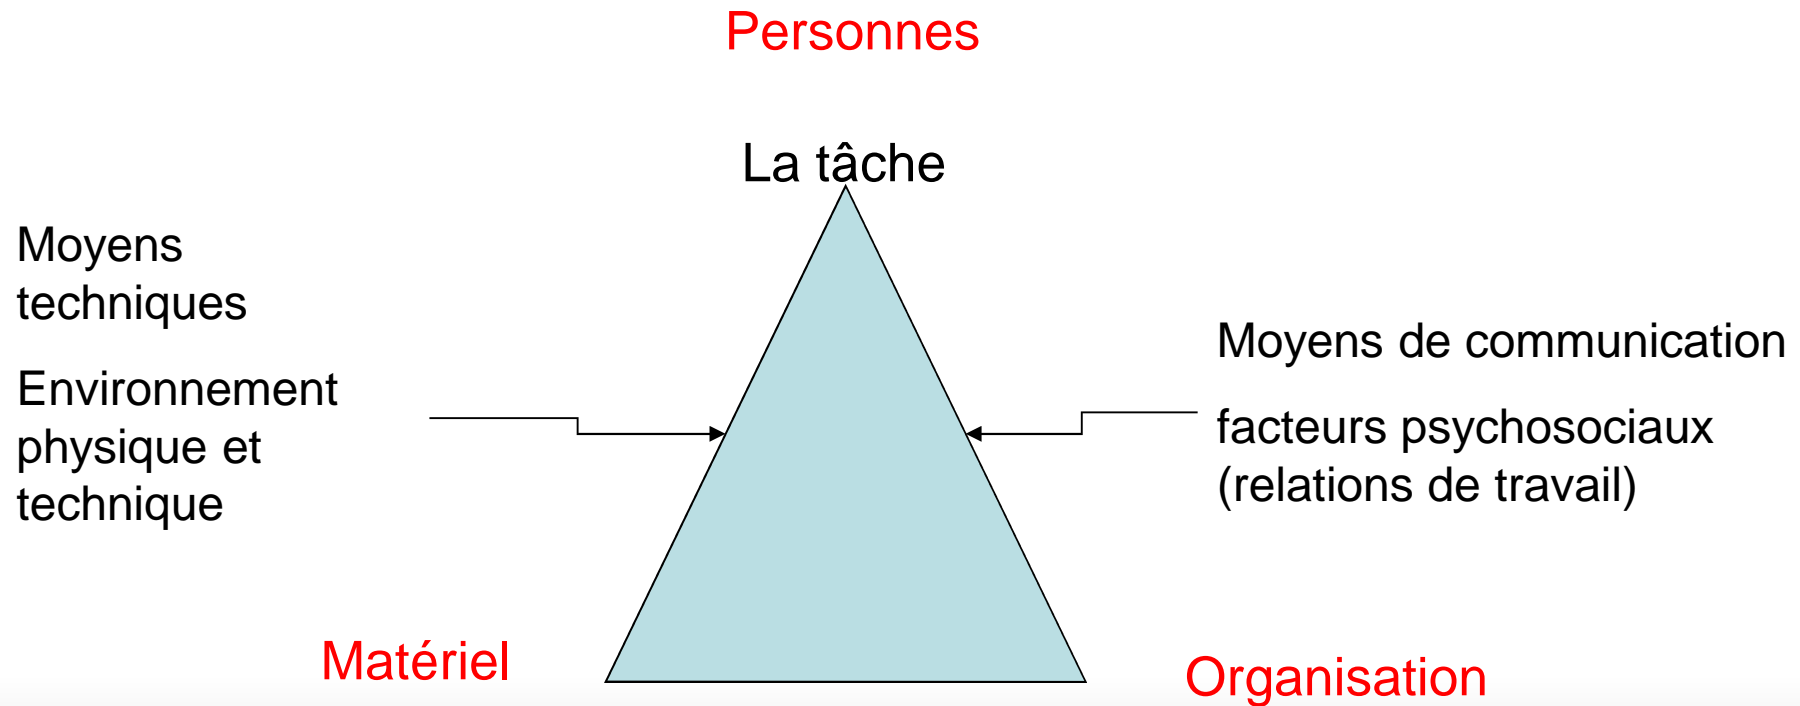 Personnes
La tâche
Moyens
techniques
Environnement
physique et
technique
Moyens de communication
facteurs psychosociaux
(relations de travail)
Matériel
Organisation